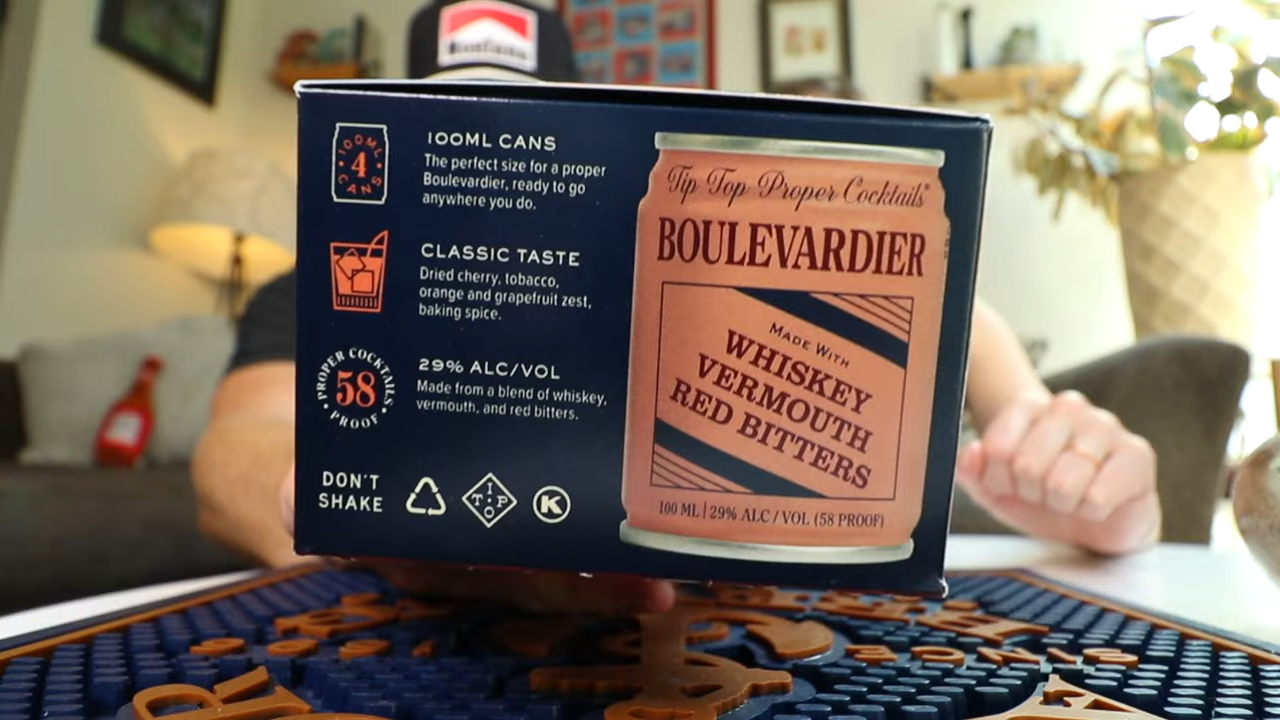 100ML
4
CANS
100ML CANS
The perfect size for a proper
Boulevardier, ready to go
anywhere you do.
CLASSIC TASTE
Dried cherry, tobacco,
orange and grapefruit zest,
baking spice.
PROPER COCKTAILS
58
PROOF
29% ALC/VOL
Made from a blend of whiskey,
vermouth, and red bitters.
DON'T
SHAKE
TIP
TOP
K
Tip Top Proper Cocktails®
BOULEVARDIER
MADE WITH
WHISKEY
VERMOUTH
RED BITTERS
100 ML | 29% ALC / VOL (58 PROOF)